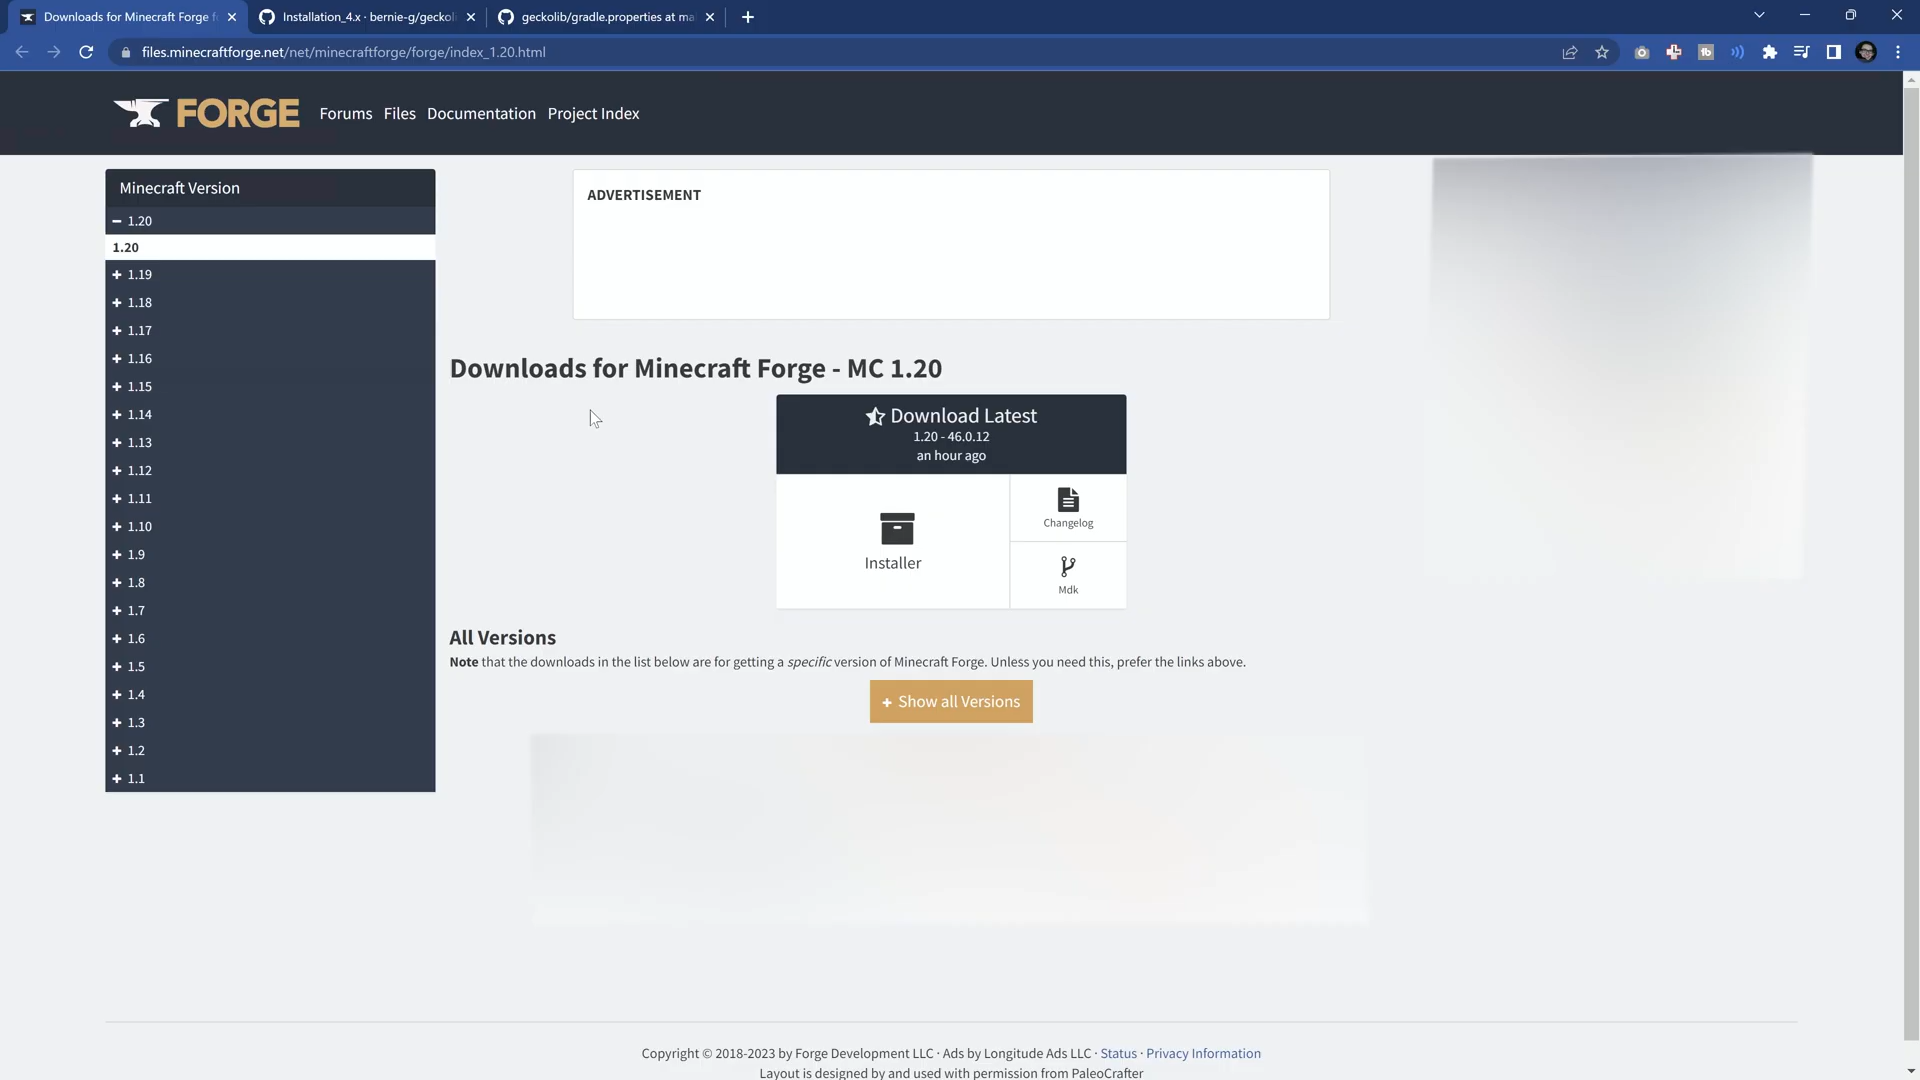 Downloads for Minecraft Forge f
Installation_4.x · bernie-g/geckoli
geckolib/gradle.properties at ma
files.minecraftforge.net/net/minecraftforge/forge/index_1.20.html
FORGE
Forums Files Documentation Project Index
Minecraft Version
1.20
1.20
1.19
1.18
1.17
1.16
1.15
1.14
1.13
1.12
1.11
1.10
1.9
1.8
1.7
1.6
1.5
1.4
1.3
1.2
1.1
ADVERTISEMENT
Downloads for Minecraft Forge - MC 1.20
Download Latest
1.20 - 46.0.12
an hour ago
Installer
Changelog
Mdk
All Versions
Note that the downloads in the list below are for getting a specific version of Minecraft Forge. Unless you need this, prefer the links above.
+ Show all Versions
Copyright © 2018-2023 by Forge Development LLC · Ads by Longitude Ads LLC · Status · Privacy Information
Layout is designed by and used with permission from PaleoCrafter